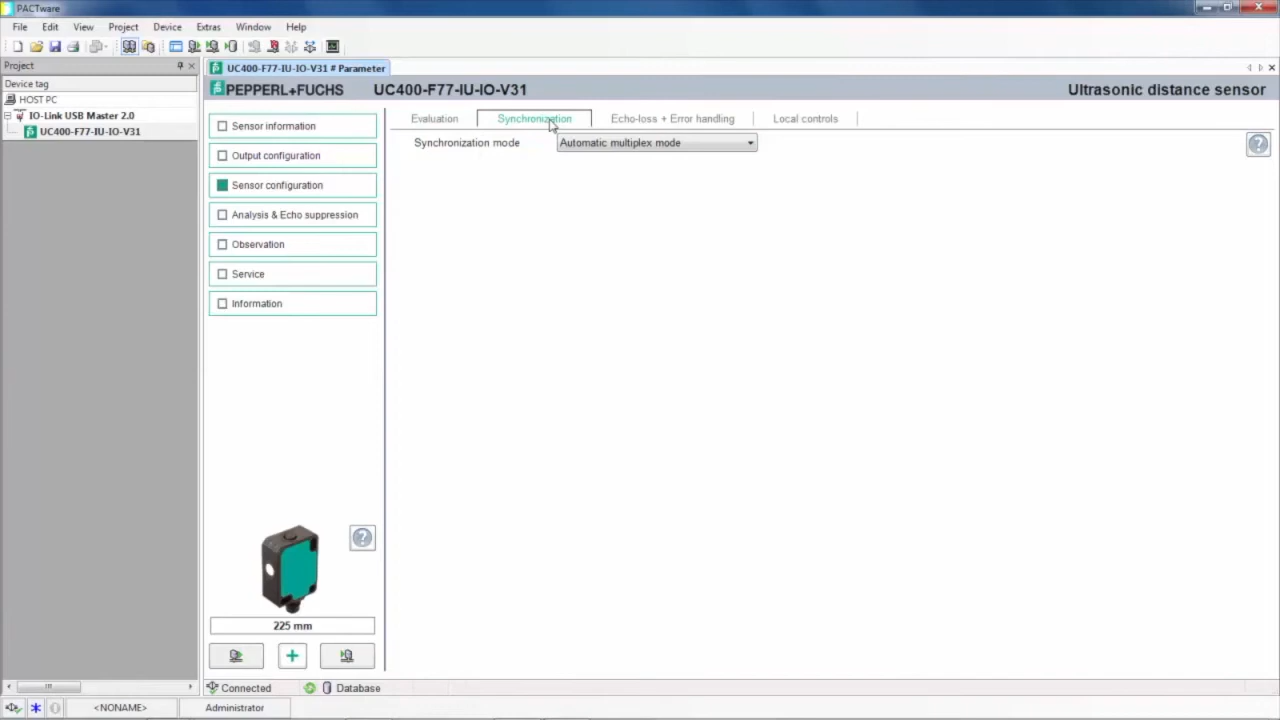 PACTware
File Edit View Project Device Extras Window Help
Project
UC400-F77-IU-IO-V31 # Parameter
Device tag
HOST PC
IO-Link USB Master 2.0
UC400-F77-IU-IO-V31
PEPPERL+FUCHS UC400-F77-IU-IO-V31 Ultrasonic distance sensor
Sensor information
Output configuration
Sensor configuration
Analysis & Echo suppression
Observation
Service
Information
Evaluation Synchronization Echo-loss + Error handling Local controls
Synchronization mode Automatic multiplex mode
225 mm
Connected Database
<NONAME> Administrator